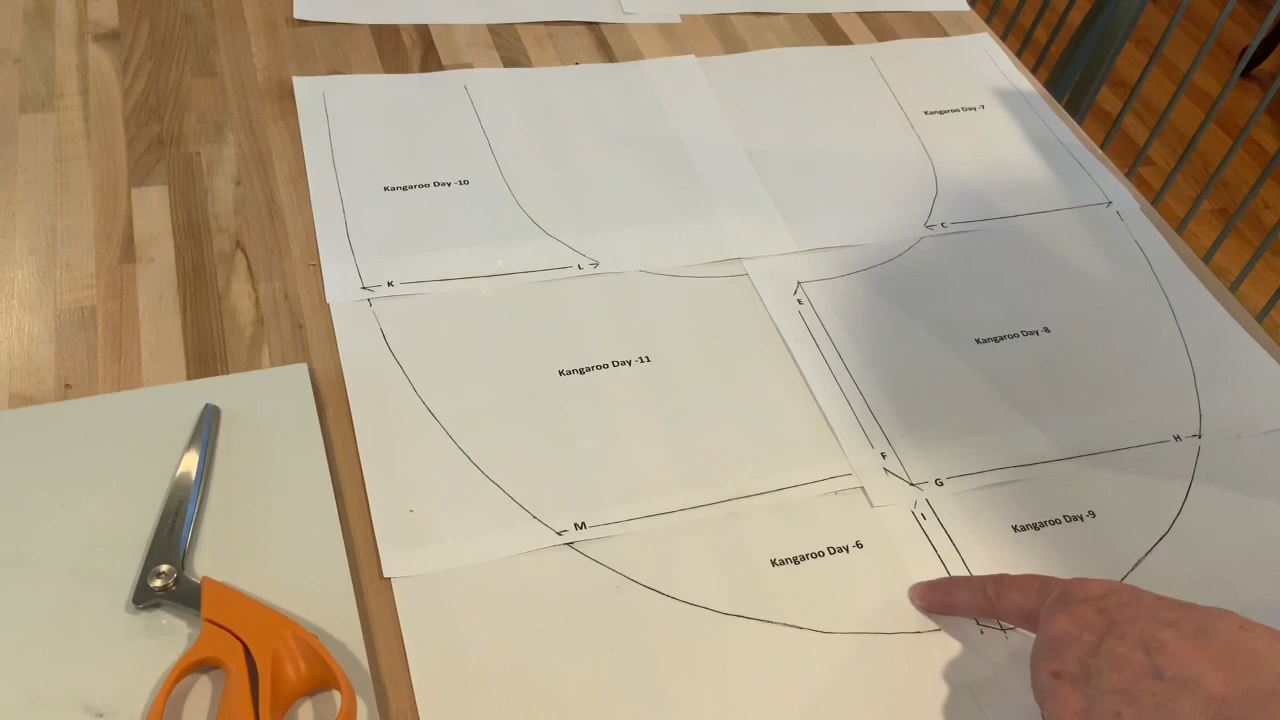 Kangaroo Day -7
Kangaroo Day -10
C
L
K
E
Kangaroo Day -8
Kangaroo Day -11
H
F
G
M
I
Kangaroo Day -9
Kangaroo Day -6